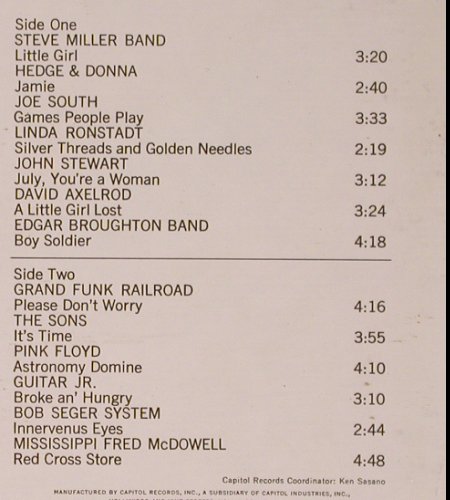 Side One
STEVE MILLER BAND
Little Girl 3:20
HEDGE & DONNA
Jamie 2:40
JOE SOUTH
Games People Play 3:33
LINDA RONSTADT
Silver Threads and Golden Needles 2:19
JOHN STEWART
July, You're a Woman 3:12
DAVID AXELROD
A Little Girl Lost 3:24
EDGAR BROUGHTON BAND
Boy Soldier 4:18
Side Two
GRAND FUNK RAILROAD
Please Don't Worry 4:16
THE SONS
It's Time 3:55
PINK FLOYD
Astronomy Domine 4:10
GUITAR JR.
Broke an' Hungry 3:10
BOB SEGER SYSTEM
Innervenus Eyes 2:44
MISSISSIPPI FRED McDOWELL
Red Cross Store 4:48
Capitol Records Coordinator: Ken Sasano
MANUFACTURED BY CAPITOL RECORDS, INC., A SUBSIDIARY OF CAPITOL INDUSTRIES, INC.,